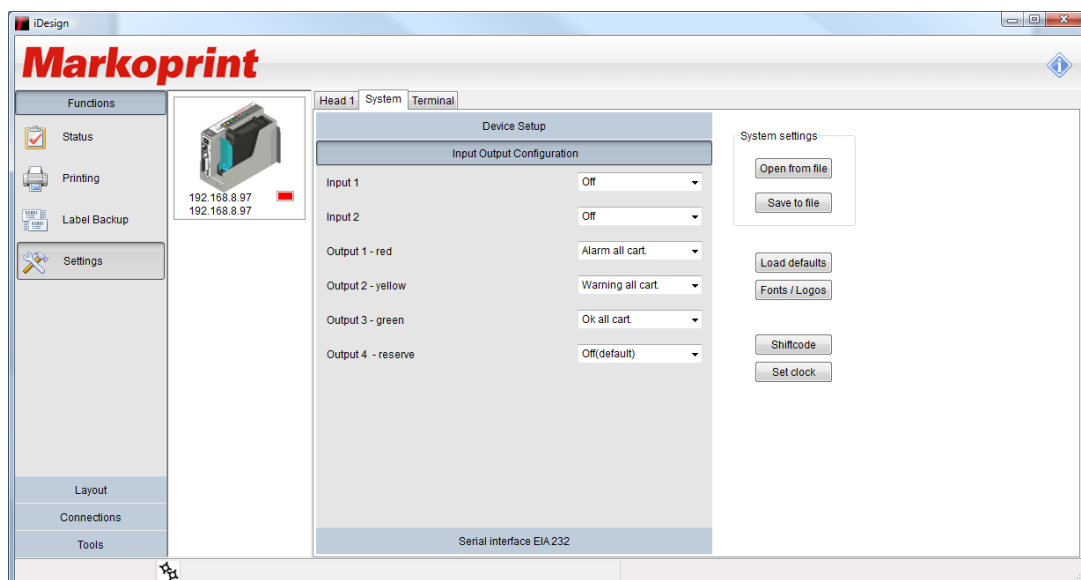 iDesign
Markoprint
Functions
Status
Printing
Label Backup
Settings
Layout
Connections
Tools
192.168.8.97
192.168.8.97
Head 1 System Terminal
Device Setup
Input Output Configuration
Input 1 Off
Input 2 Off
Output 1 - red Alarm all cart.
Output 2 - yellow Warning all cart.
Output 3 - green Ok all cart.
Output 4 - reserve Off(default)
Serial interface EIA232
System settings
Open from file
Save to file
Load defaults
Fonts / Logos
Shiftcode
Set clock